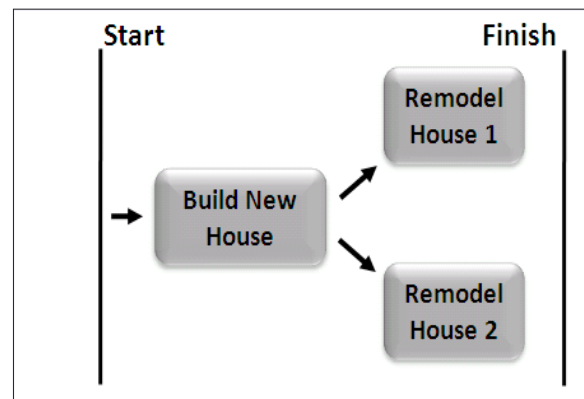 Start
Finish
Remodel
House 1
Build New
House
Remodel
House 2